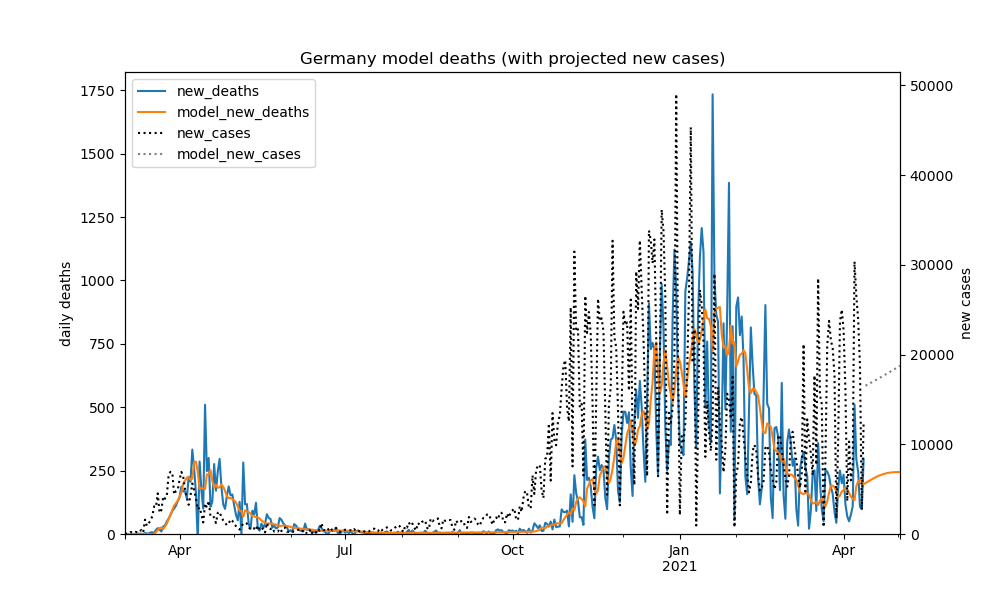 Germany model deaths (with projected new cases)
new_deaths
model_new_deaths
new_cases
model_new_cases
daily deaths
1750
1500
1250
1000
750
500
250
0
new cases
50000
40000
30000
20000
10000
0
Apr
Jul
Oct
Jan
2021
Apr